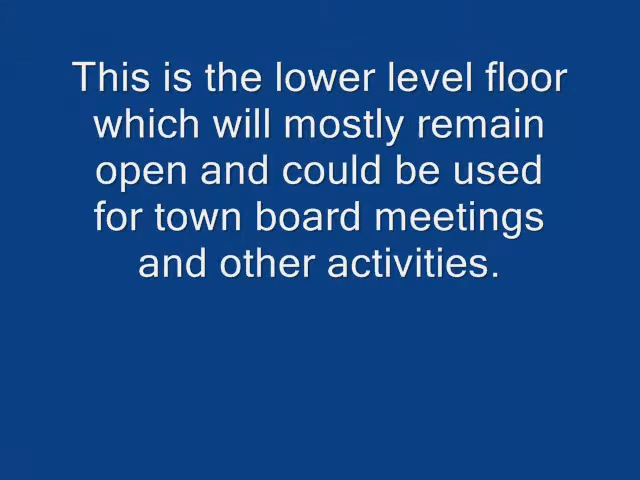 This is the lower level floor
which will mostly remain
open and could be used
for town board meetings
and other activities.